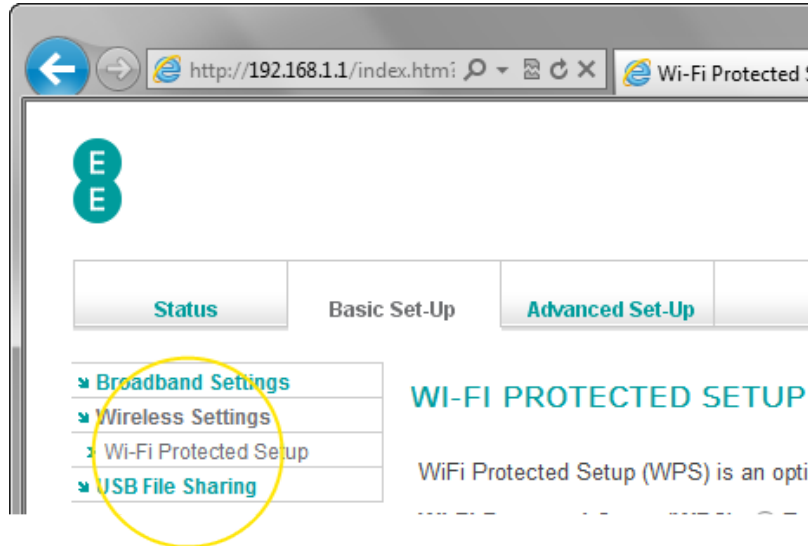 http://192.168.1.1/index.htm
Wi-Fi Protected
E
E
Status
Basic Set-Up
Advanced Set-Up
Broadband Settings
Wireless Settings
Wi-Fi Protected Setup
USB File Sharing
WI-FI PROTECTED SETUP
WiFi Protected Setup (WPS) is an opti